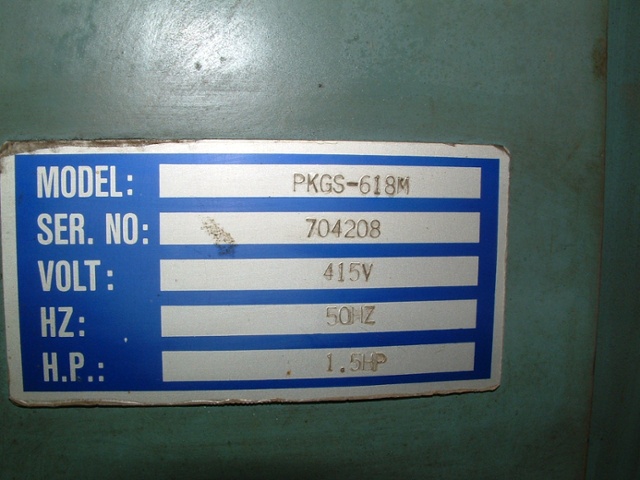 MODEL: PKGS-618M
SER. NO: 704208
VOLT: 415V
HZ: 50HZ
H.P.: 1.5HP